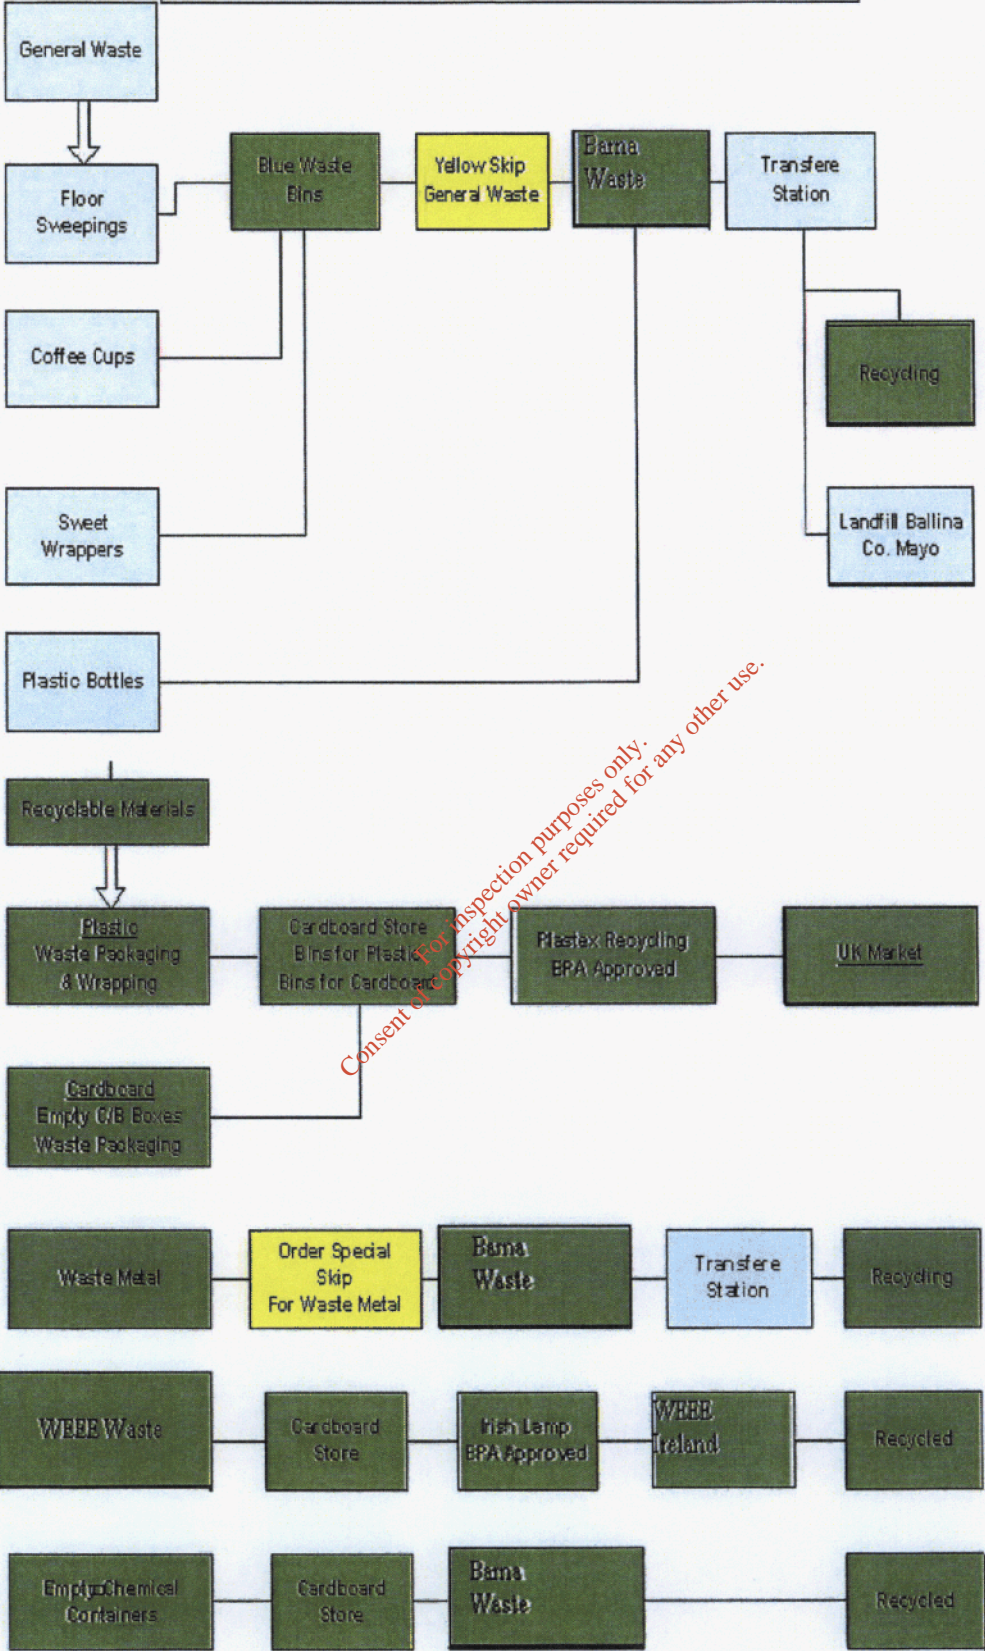 General Waste
Floor
Sweepings
Blue Waste
Bins
Yellow Skip
General Waste
Barna
Waste
Transfere
Station
Coffee Cups
Recycling
Sweet
Wrappers
Landfill Ballina
Co. Mayo
Plastic Bottles
Recyclable Materials
Plastic
Waste Packaging
& Wrapping
Cardboard Store
Bins for Plastic
Bins for Cardboard
Plastex Recycling
EPA Approved
UK Market
Cardboard
Empty C/B Boxes
Waste Packaging
Waste Metal
Order Special
Skip
For Waste Metal
Barna
Waste
Transfere
Station
Recycling
WEEE Waste
Cardboard
Store
Irish Lamp
EPA Approved
WEEE
Ireland
Recycled
Empty Chemical
Containers
Cardboard
Store
Barna
Waste
Recycled
For inspection purposes only.
Consent of copyright owner required for any other use.